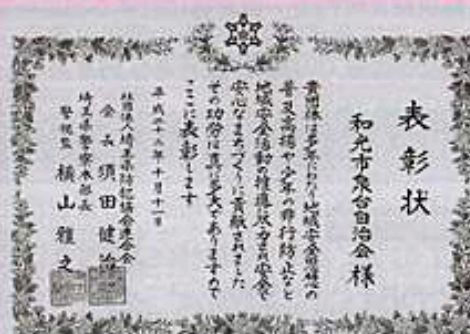 表彰状
和光市泉台自治会様
貴団体は多年にわたり地域安全思想の
普及高揚や少年の非行防止など
地域安全活動の推進に尽力され安全で
安心なまちづくりに貢献されました
その功労は真に多大でありますので
ここに表彰します
平成二十二年十月十一日
社団法人埼玉県防犯協会連合会
会長 須田健治
埼玉県警察本部長
警視監 横山雅之